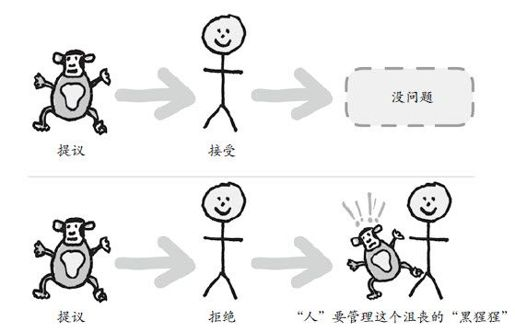 没问题
提议
接受
提议
拒绝
“人”要管理这个沮丧的“黑猩猩”